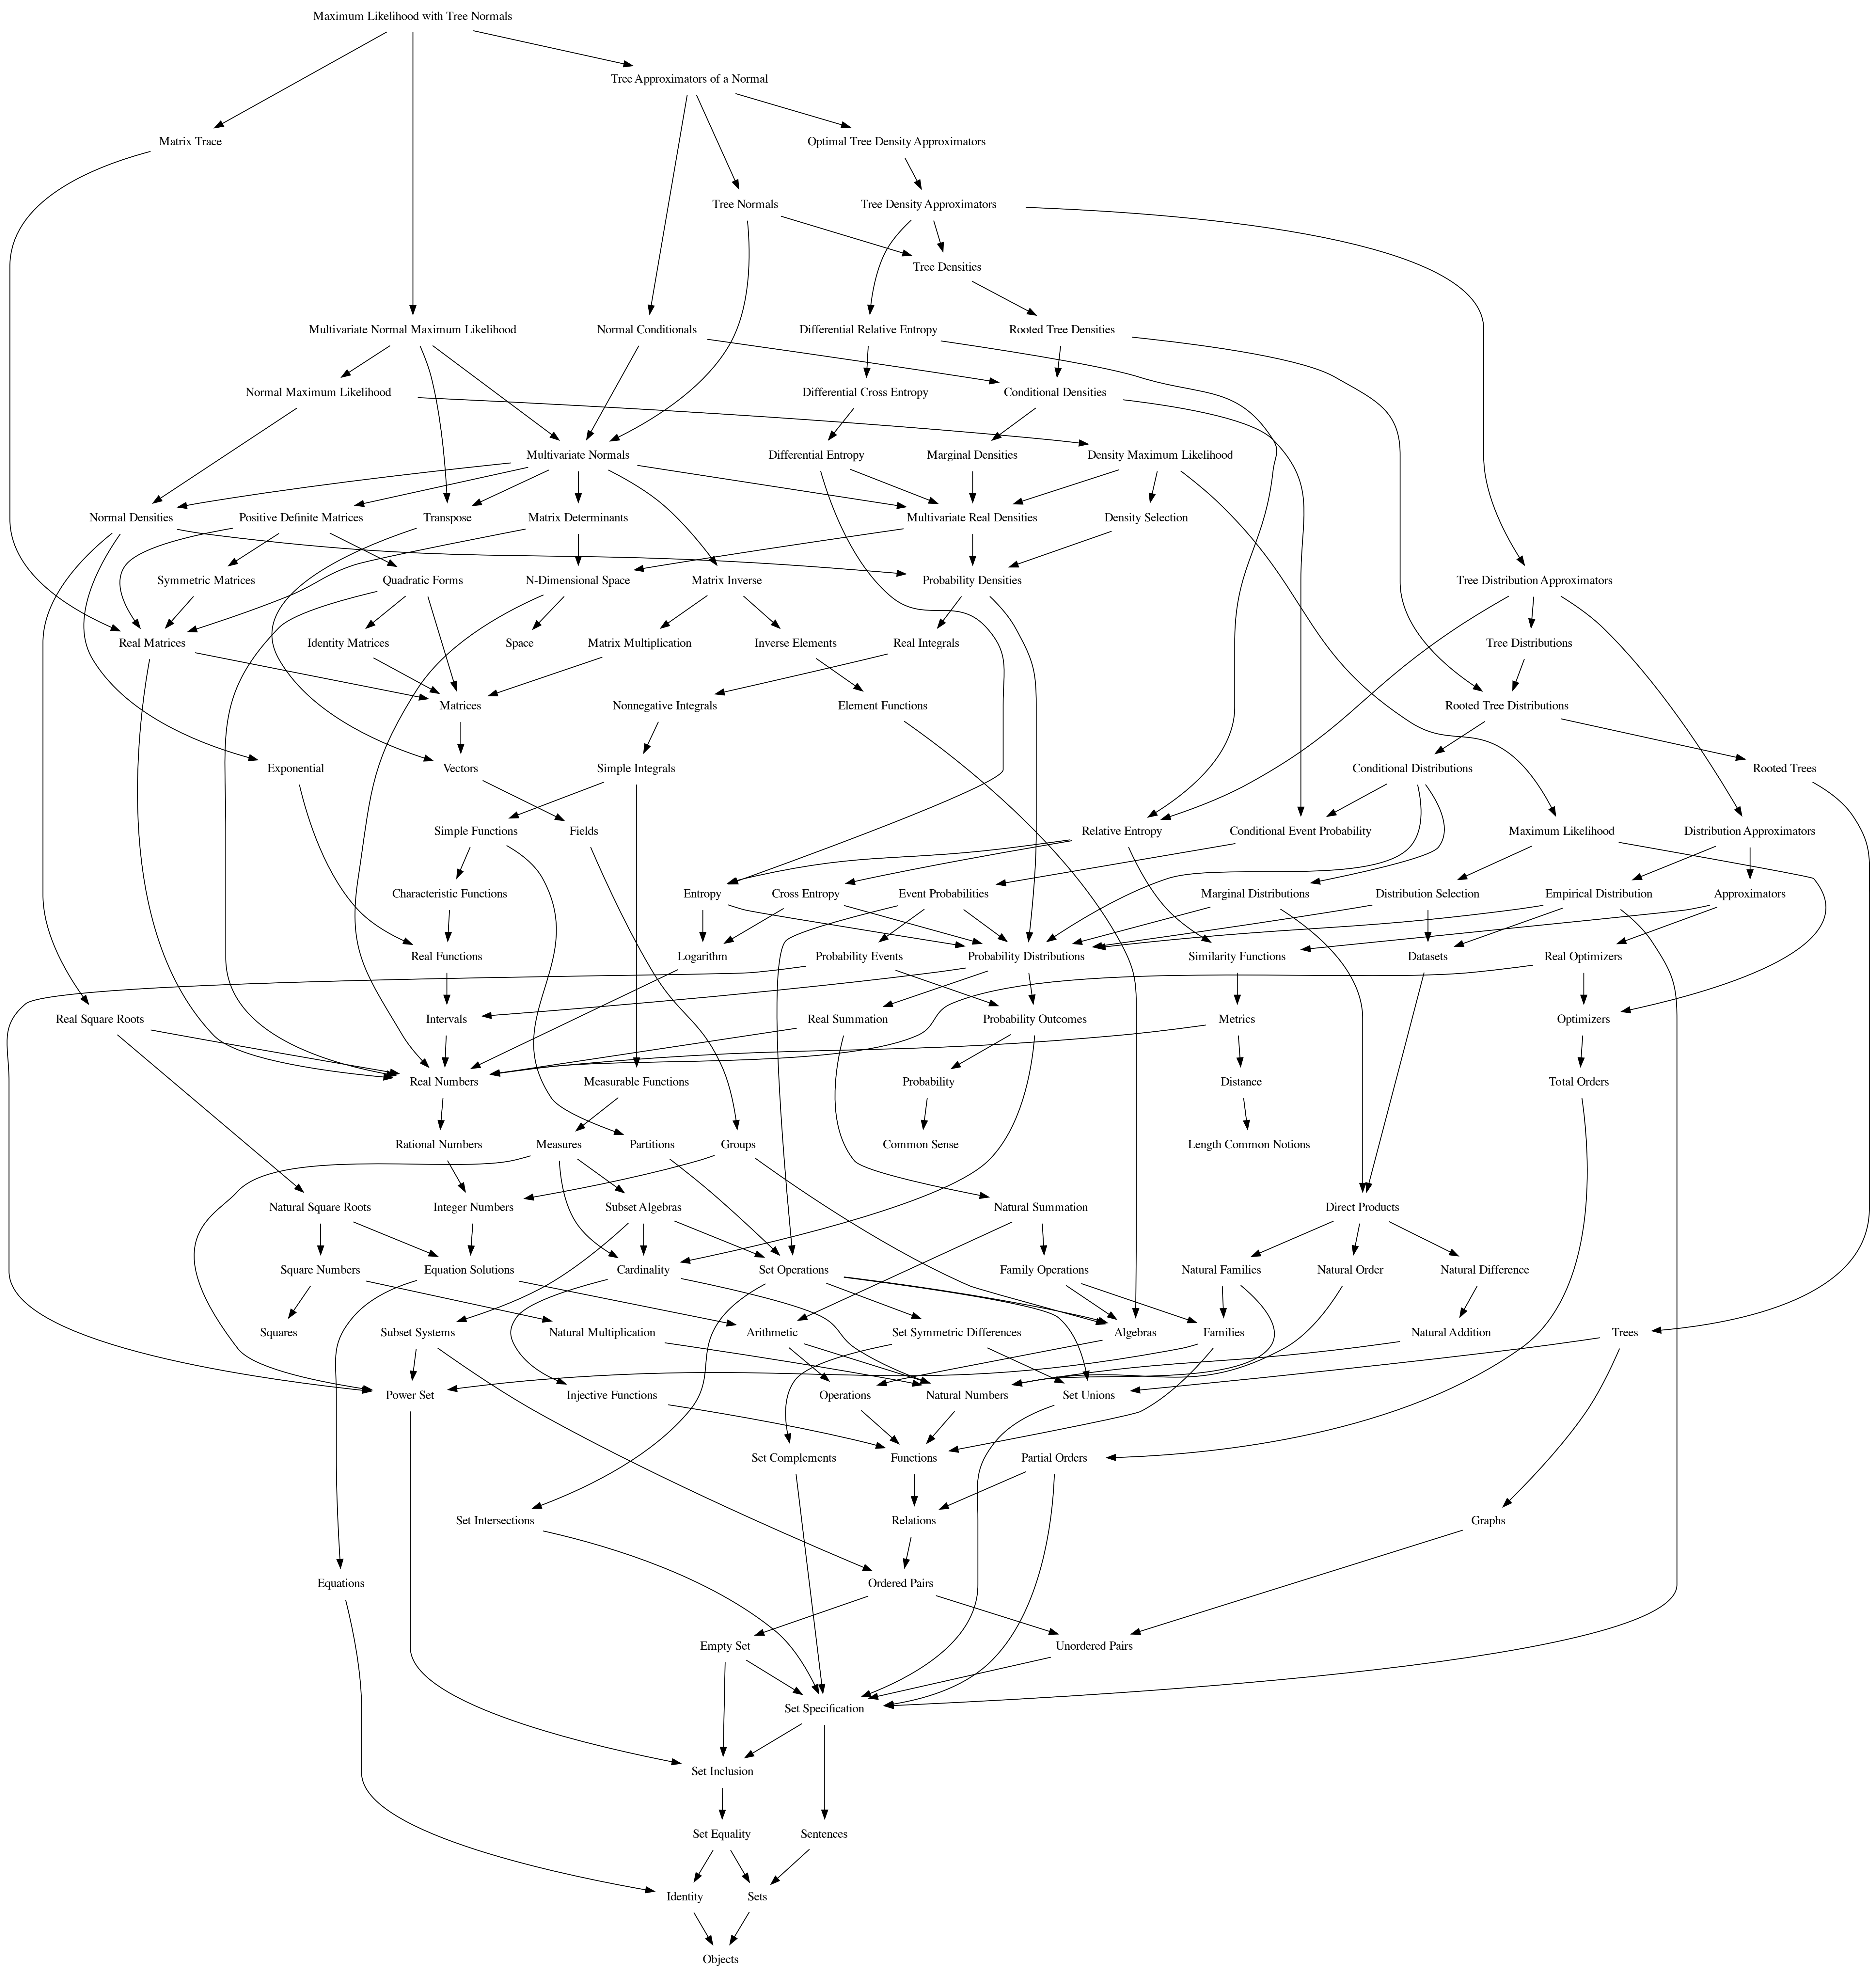 Maximum Likelihood with Tree Normals
Tree Approximators of a Normal
Matrix Trace
Optimal Tree Density Approximators
Tree Normals
Tree Density Approximators
Tree Densities
Multivariate Normal Maximum Likelihood
Normal Conditionals
Differential Relative Entropy
Rooted Tree Densities
Normal Maximum Likelihood
Differential Cross Entropy
Conditional Densities
Multivariate Normals
Differential Entropy
Marginal Densities
Density Maximum Likelihood
Normal Densities
Positive Definite Matrices
Transpose
Matrix Determinants
Multivariate Real Densities
Density Selection
Symmetric Matrices
Quadratic Forms
N-Dimensional Space
Matrix Inverse
Probability Densities
Tree Distribution Approximators
Real Matrices
Identity Matrices
Space
Matrix Multiplication
Inverse Elements
Real Integrals
Tree Distributions
Matrices
Nonnegative Integrals
Element Functions
Rooted Tree Distributions
Exponential
Vectors
Simple Integrals
Conditional Distributions
Rooted Trees
Simple Functions
Fields
Relative Entropy
Conditional Event Probability
Maximum Likelihood
Distribution Approximators
Characteristic Functions
Entropy
Cross Entropy
Event Probabilities
Marginal Distributions
Distribution Selection
Empirical Distribution
Approximators
Real Functions
Logarithm
Probability Events
Probability Distributions
Similarity Functions
Datasets
Real Optimizers
Real Square Roots
Intervals
Real Summation
Probability Outcomes
Metrics
Optimizers
Real Numbers
Measurable Functions
Probability
Distance
Total Orders
Rational Numbers
Measures
Partitions
Groups
Common Sense
Length Common Notions
Natural Square Roots
Integer Numbers
Subset Algebras
Natural Summation
Direct Products
Square Numbers
Equation Solutions
Cardinality
Set Operations
Family Operations
Natural Families
Natural Order
Natural Difference
Squares
Subset Systems
Natural Multiplication
Arithmetic
Set Symmetric Differences
Algebras
Families
Natural Addition
Trees
Power Set
Injective Functions
Operations
Natural Numbers
Set Unions
Set Complements
Functions
Partial Orders
Set Intersections
Relations
Graphs
Equations
Ordered Pairs
Empty Set
Unordered Pairs
Set Specification
Set Inclusion
Set Equality
Sentences
Identity
Sets
Objects